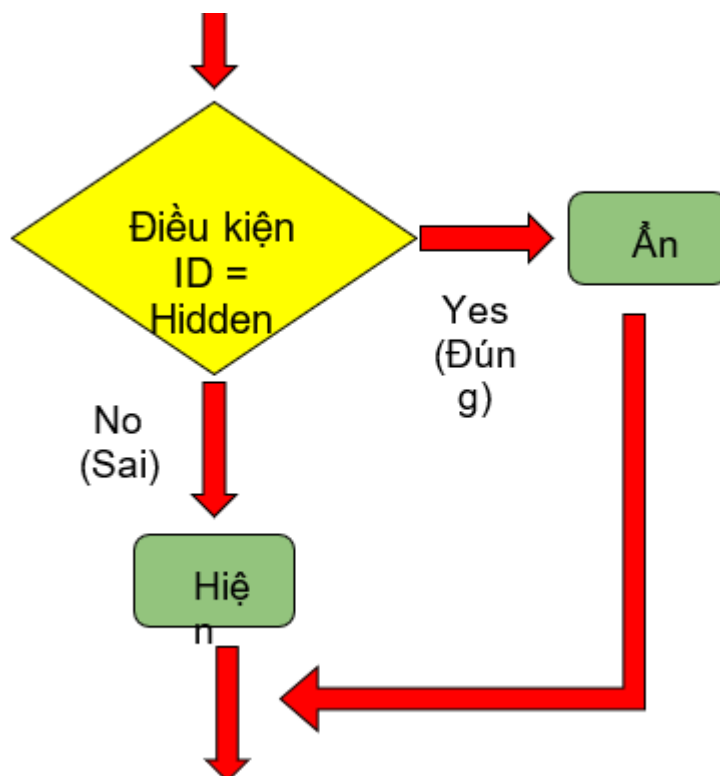 Điều kiện
ID =
Hidden
Ẩn
Yes
(Đún
g)
No
(Sai)
Hiệ
n